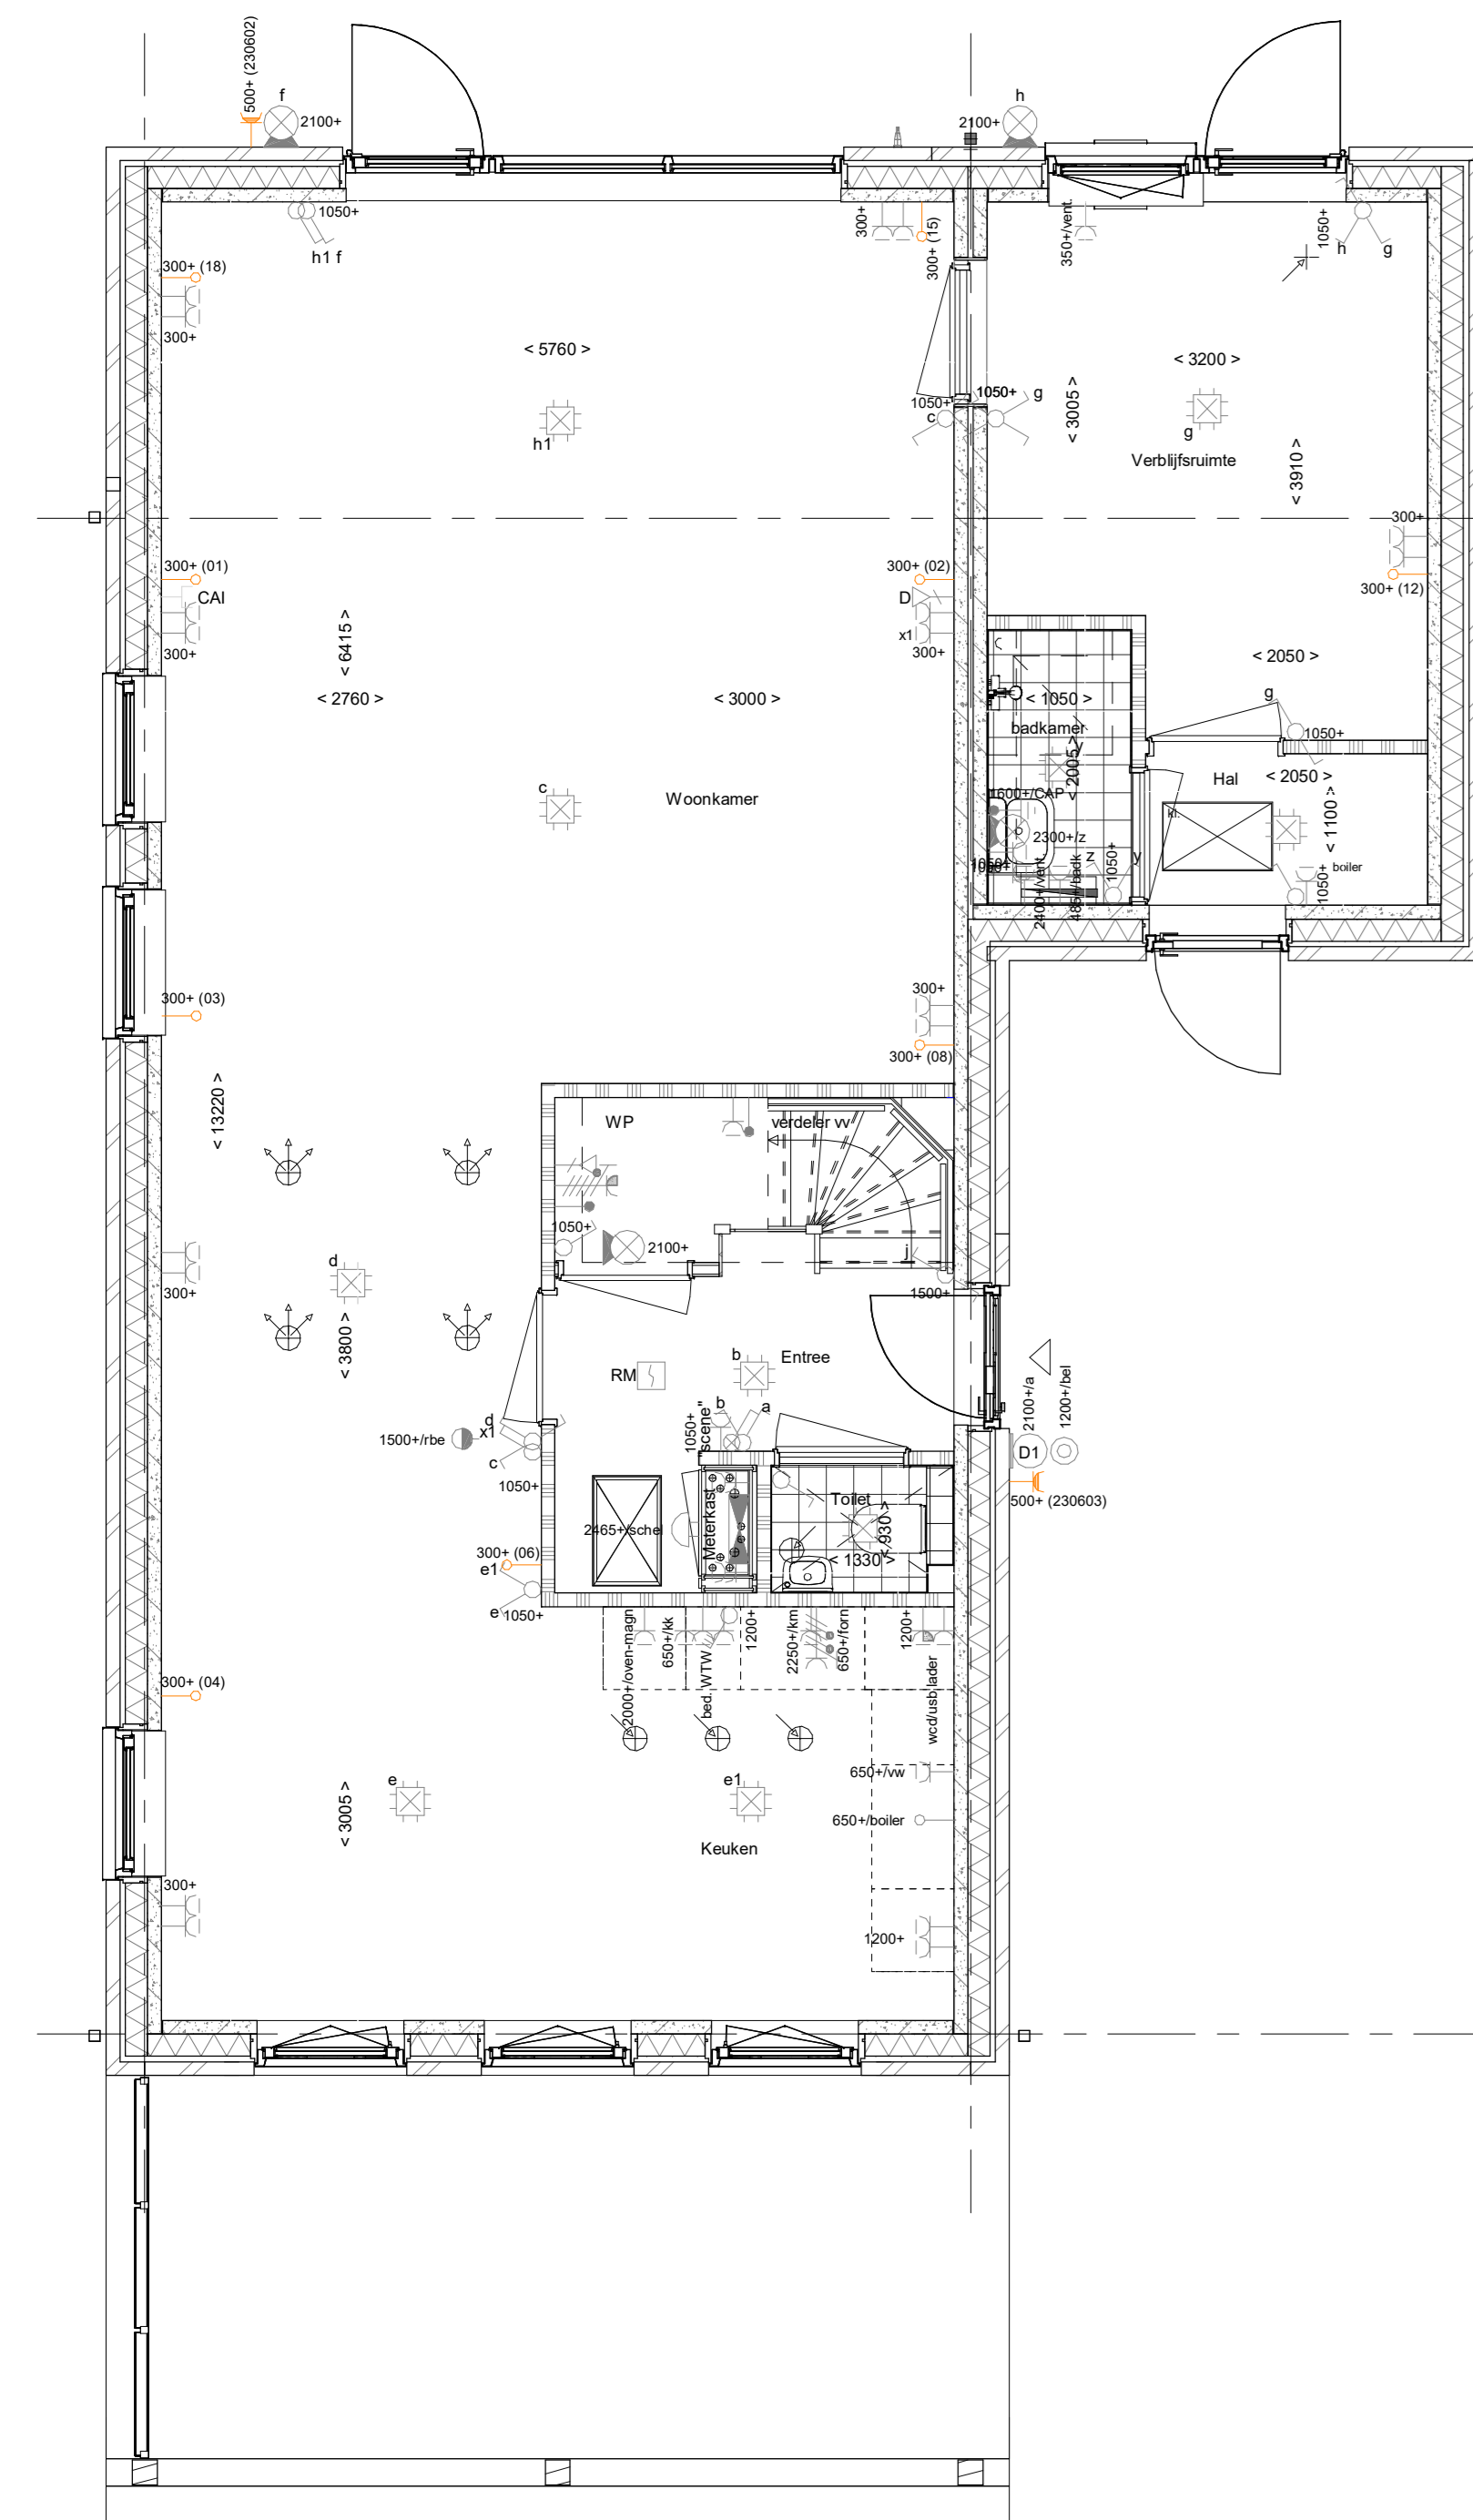 500+ (230602)
f
2100+
h
2100+
1050+
h1 f
300+
300+ (15)
350+/vent.
1050+
h
g
300+ (18)
300+
< 5760 >
< 3200 >
1050+
c
1050+
g
< 3005 >
h1
g
Verblijfsruimte
< 3910 >
300+
300+ (01)
CAI
300+
300+ (02)
D
x1
300+
300+ (12)
< 6415 >
< 2760 >
< 3000 >
< 2050 >
< 1050 >
g
1050+
badkamer
y
< 2005 >
Hal
< 2050 >
c
Woonkamer
1600+/CAP
kl.
< 1100 >
2300+/z
z
y
1050+
1050+
2400+/vent.
485+/badk
1050+
boiler
300+ (03)
300+
300+ (08)
< 13220 >
WP
verdeler vv
1050+
2100+
j
1500+
300+
d
< 3800 >
RM
b
Entree
2100+/a
1200+/bel
D1
500+ (230603)
1500+/rbe
d
x1
c
1050+
1050+
"scene"
b
a
2465+/schel
Meterkast
Toilet
< 930 >
< 1330 >
300+ (06)
e1
e
1050+
2000+/oven-magn
650+/kk
bed. WTW
1200+
2250+/km
650+/forn
1200+
wcd/usb lader
300+ (04)
650+/vw
e
e1
650+/boiler
< 3005 >
Keuken
300+
1200+